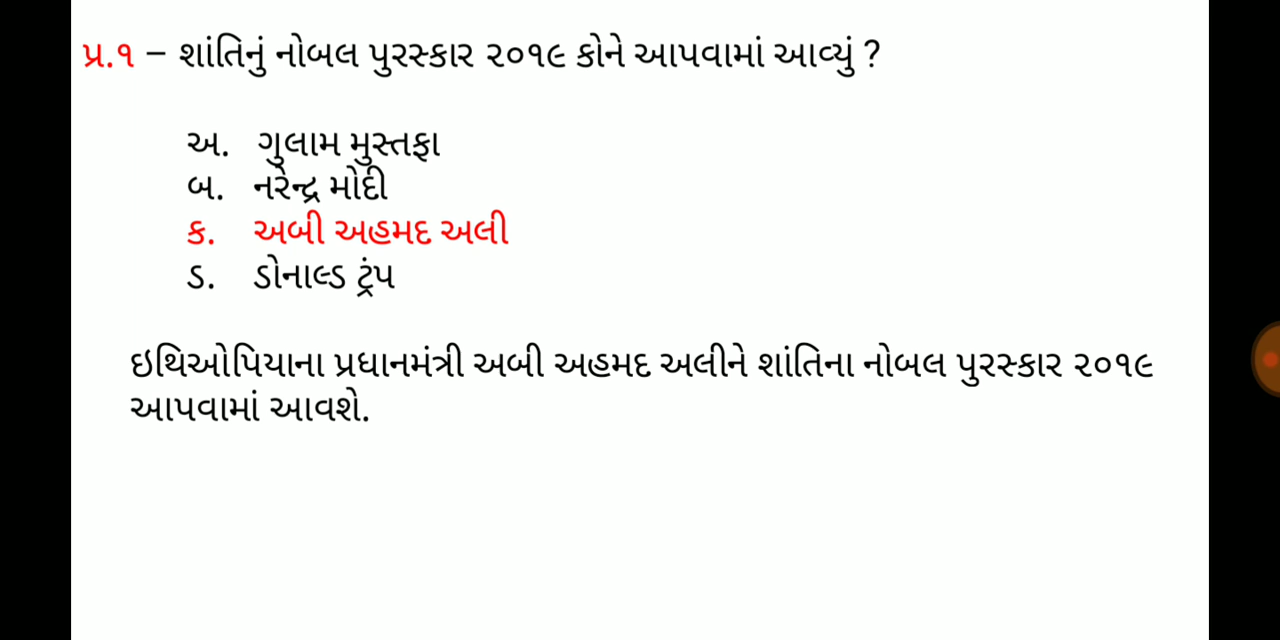 પ્ર.૧ – શાંતિનું નોબલ પુરસ્કાર ૨૦૧૯ કોને આપવામાં આવ્યું ?
અ. ગુલામ મુસ્તફા
બ. નરેન્દ્ર મોદી
ક. અબી અહમદ અલી
ડ. ડોનાલ્ડ ટ્રંપ
ઇથિઓપિયાના પ્રધાનમંત્રી અબી અહમદ અલીને શાંતિના નોબલ પુરસ્કાર ૨૦૧૯
આપવામાં આવશે.